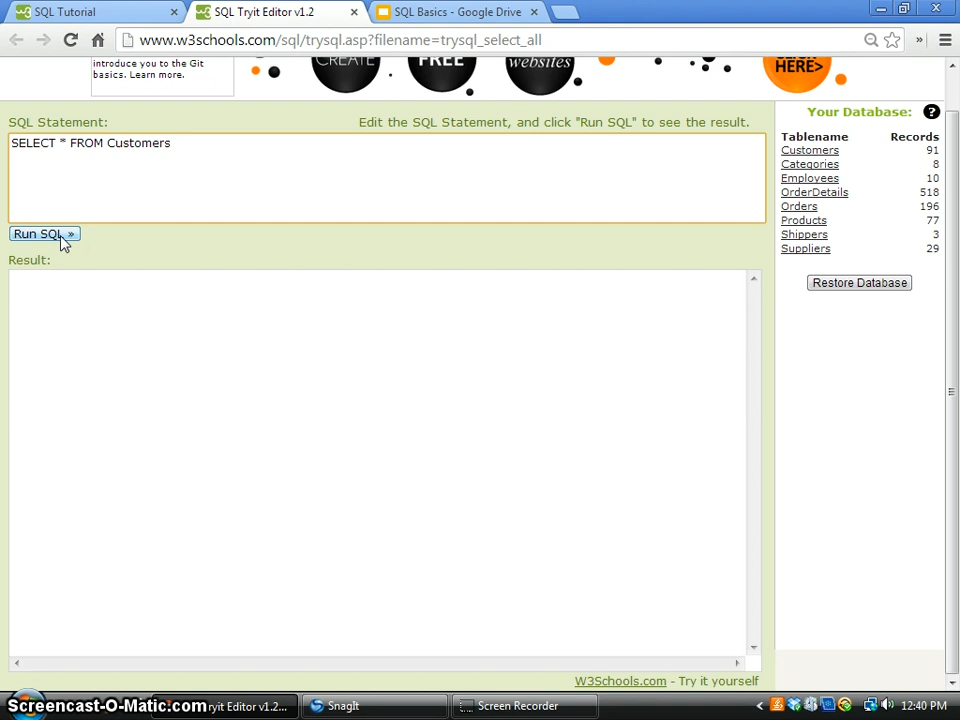 SQL Tutorial
SQL Tryit Editor v1.2
SQL Basics - Google Drive
www.w3schools.com/sql/trysql.asp?filename=trysql_select_all
introduce you to the Git
basics. Learn more.
CREATE
FREE
websites
HERE>
SQL Statement:
Edit the SQL Statement, and click "Run SQL" to see the result.
SELECT * FROM Customers
Run SQL »
Result:
Your Database: ?
Tablename Records
Customers 91
Categories 8
Employees 10
OrderDetails 518
Orders 196
Products 77
Shippers 3
Suppliers 29
Restore Database
W3Schools.com - Try it yourself
Screencast-O-Matic.com
ryit Editor v1.2...
SnagIt
Screen Recorder
12:40 PM